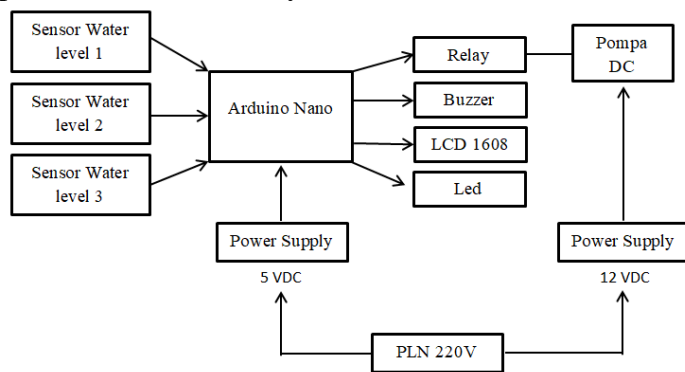 Sensor Water
level 1
Sensor Water
level 2
Sensor Water
level 3
Arduino Nano
Relay
Buzzer
LCD 1608
Led
Pompa
DC
Power Supply
5 VDC
Power Supply
12 VDC
PLN 220V